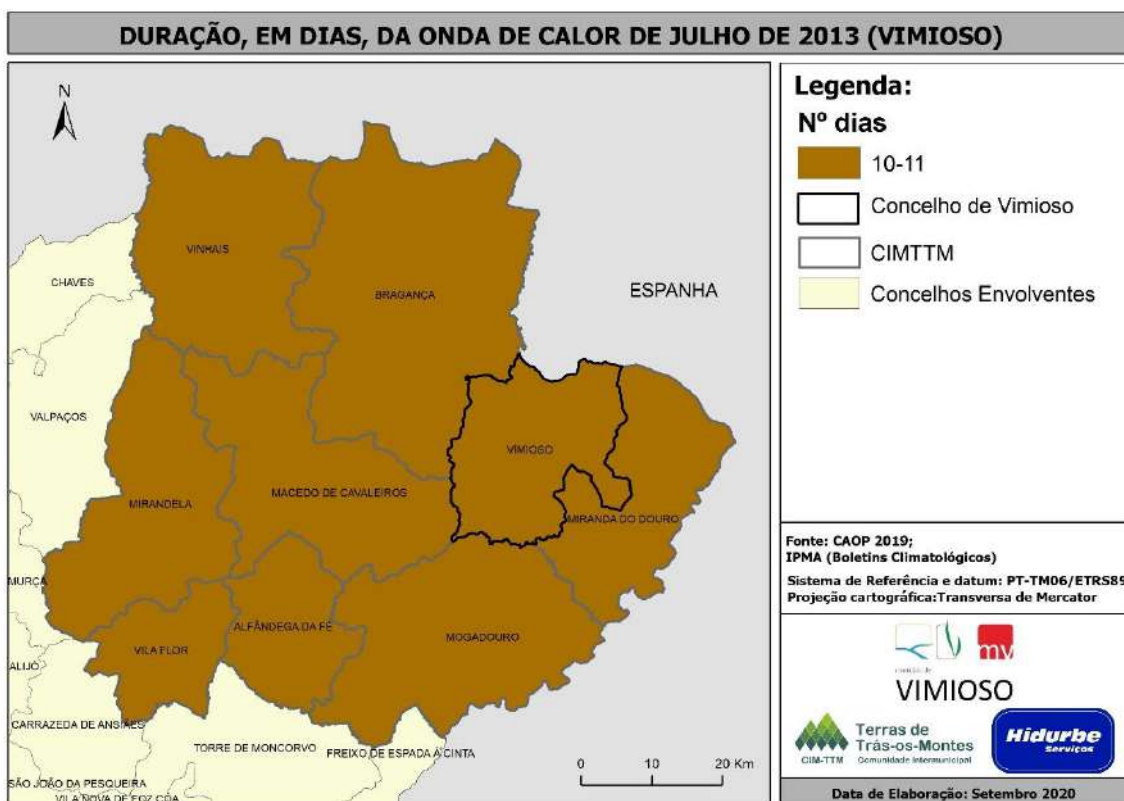 DURAÇÃO, EM DIAS, DA ONDA DE CALOR DE JULHO DE 2013 (VIMIOSO)
N
VINHAIS
CHAVES
BRAGANÇA
ESPANHA
VALPAÇOS
VIMIOSO
MIRANDELA
MACEDO DE CAVALEIROS
MIRANDA DO DOURO
MURÇA
ALFÂNDEGA DA FÉ
MOGADOURO
VILA FLOR
ALIJÓ
CARRAZEDA DE ANSIÃES
TORRE DE MONCORVO
FREIXO DE ESPADA À CINTA
SÃO JOÃO DA PESQUEIRA
VILA NOVA DE FOZ CÔA
0 10 20 Km
Legenda:
Nº dias
10-11
Concelho de Vimioso
CIMTTM
Concelhos Envolventes
Fonte: CAOP 2019;
IPMA (Boletins Climatológicos)
Sistema de Referência e datum: PT-TM06/ETRS89
Projeção cartográfica:Transversa de Mercator
mv
VIMIOSO
CIM-TTM
Terras de
Trás-os-Montes
Comunidade Intermunicipal
Hidurbe
Serviços
Data de Elaboração: Setembro 2020